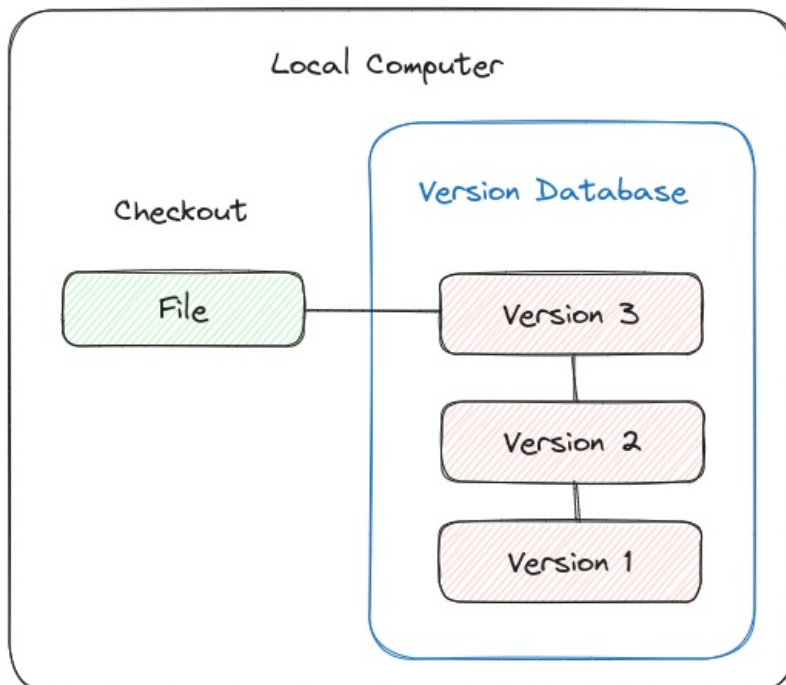 Local Computer
Version Database
Checkout
File
Version 3
Version 2
Version 1